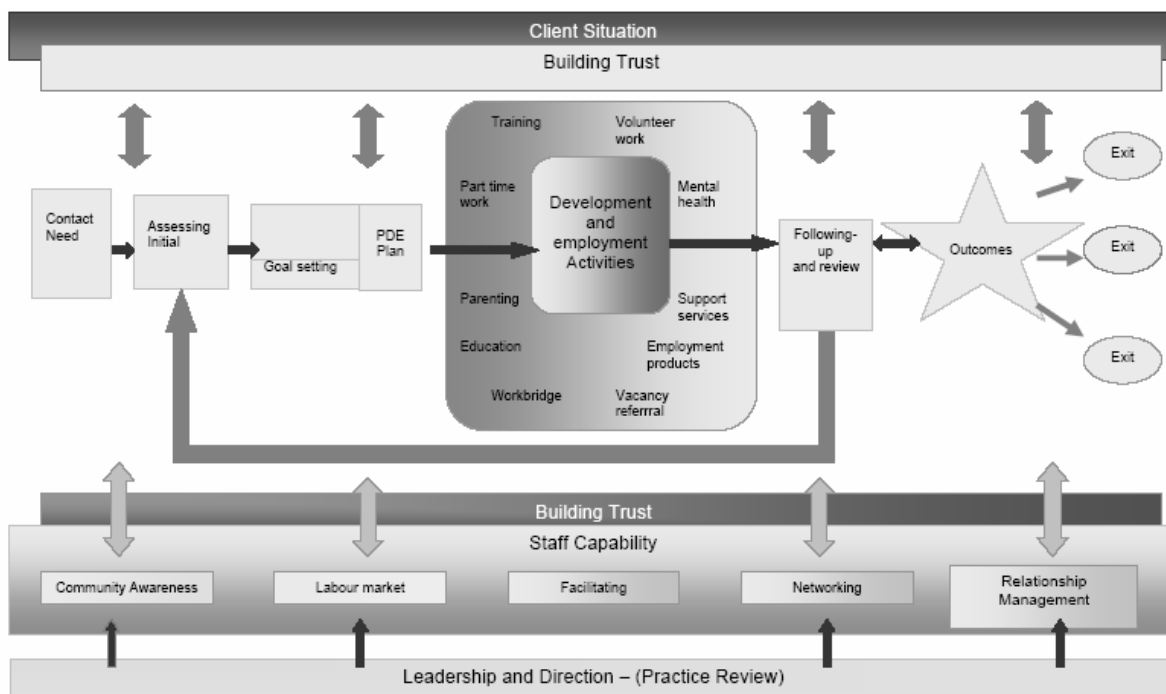 Client Situation
Building Trust
Training
Volunteer
work
Part time
work
Mental
health
Development
and
employment
Activities
Contact
Need
Assessing
Initial
Goal setting
PDE
Plan
Following-
up
and review
Outcomes
Exit
Exit
Exit
Parenting
Support
services
Education
Employment
products
Workbridge
Vacancy
referrral
Building Trust
Staff Capability
Community Awareness
Labour market
Facilitating
Networking
Relationship
Management
Leadership and Direction – (Practice Review)